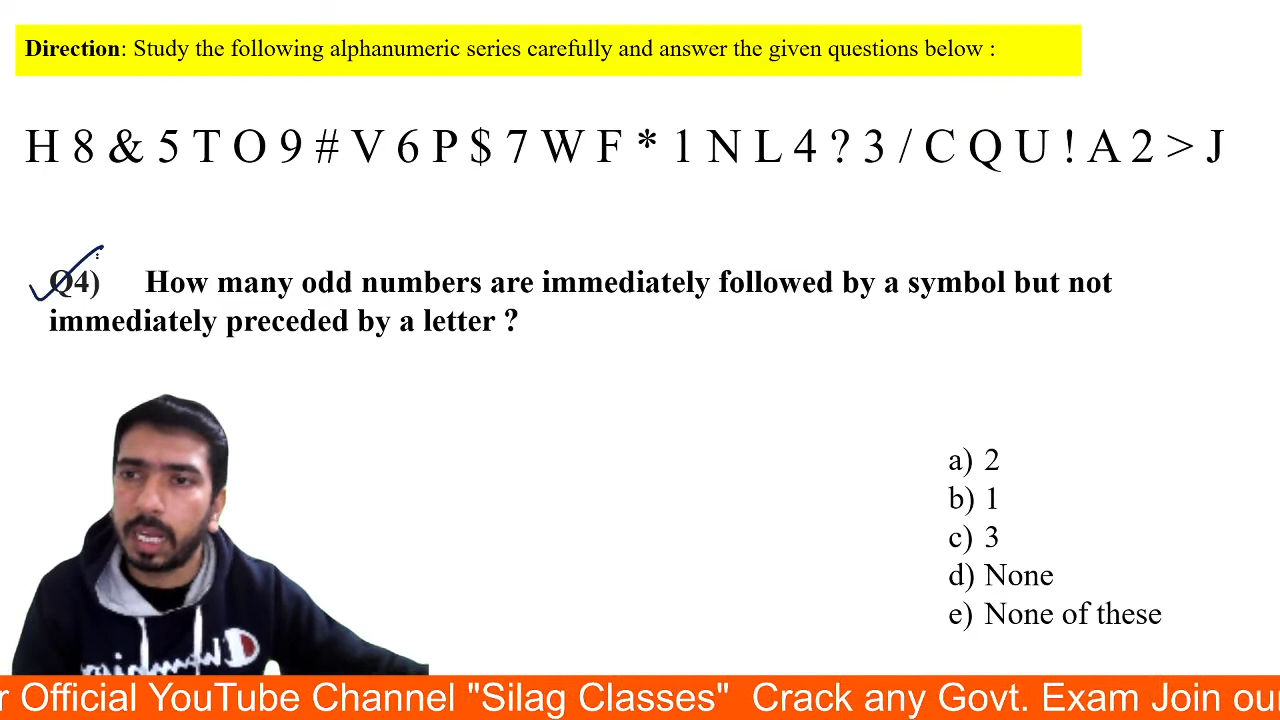 Direction: Study the following alphanumeric series carefully and answer the given questions below :
H 8 & 5 T O 9 # V 6 P $ 7 W F * 1 N L 4 ? 3 / C Q U ! A 2 > J
Q4) How many odd numbers are immediately followed by a symbol but not
immediately preceded by a letter ?
a) 2
b) 1
c) 3
d) None
e) None of these
r Official YouTube Channel "Silag Classes" Crack any Govt. Exam Join ou